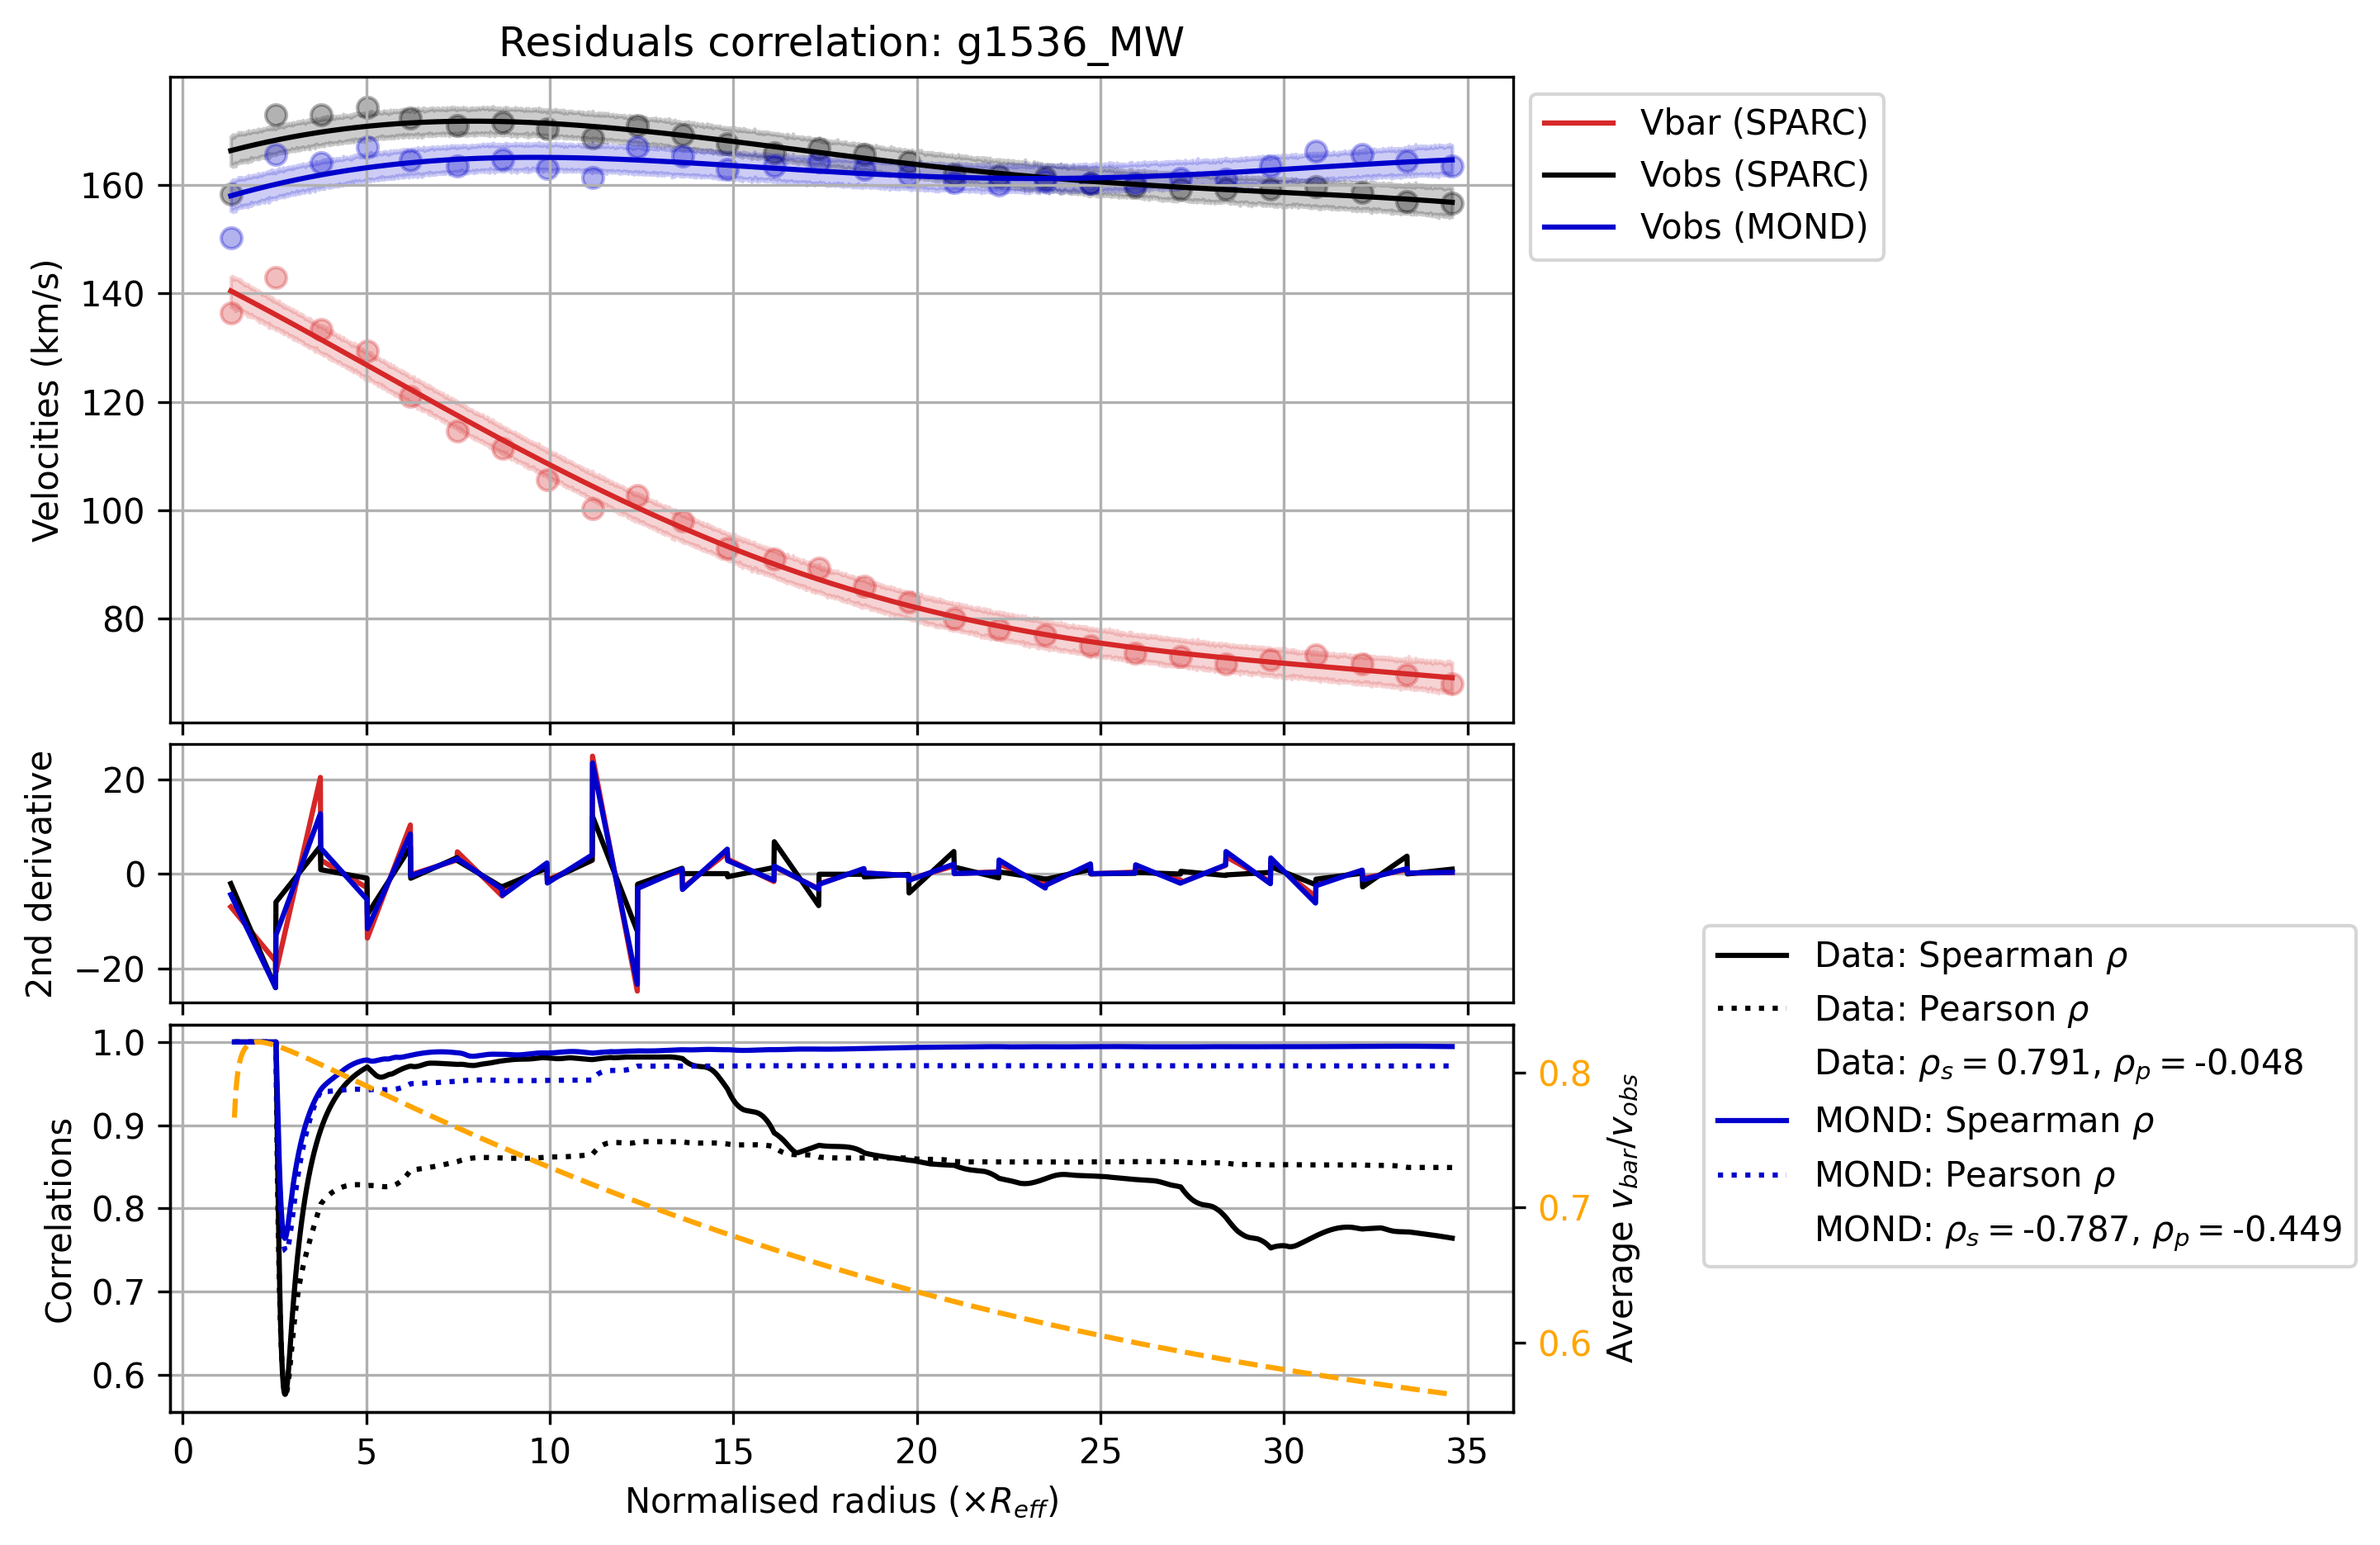 Residuals correlation: g1536_MW
Velocities (km/s)
160
140
120
100
80
Vbar (SPARC)
Vobs (SPARC)
Vobs (MOND)
2nd derivative
20
0
−20
Correlations
1.0
0.9
0.8
0.7
0.6
0.8
0.7
0.6
Average v_bar/v_obs
0 5 10 15 20 25 30 35
Normalised radius (×R_eff)
Data: Spearman ρ
Data: Pearson ρ
Data: ρ_s = 0.791, ρ_p = -0.048
MOND: Spearman ρ
MOND: Pearson ρ
MOND: ρ_s = -0.787, ρ_p = -0.449